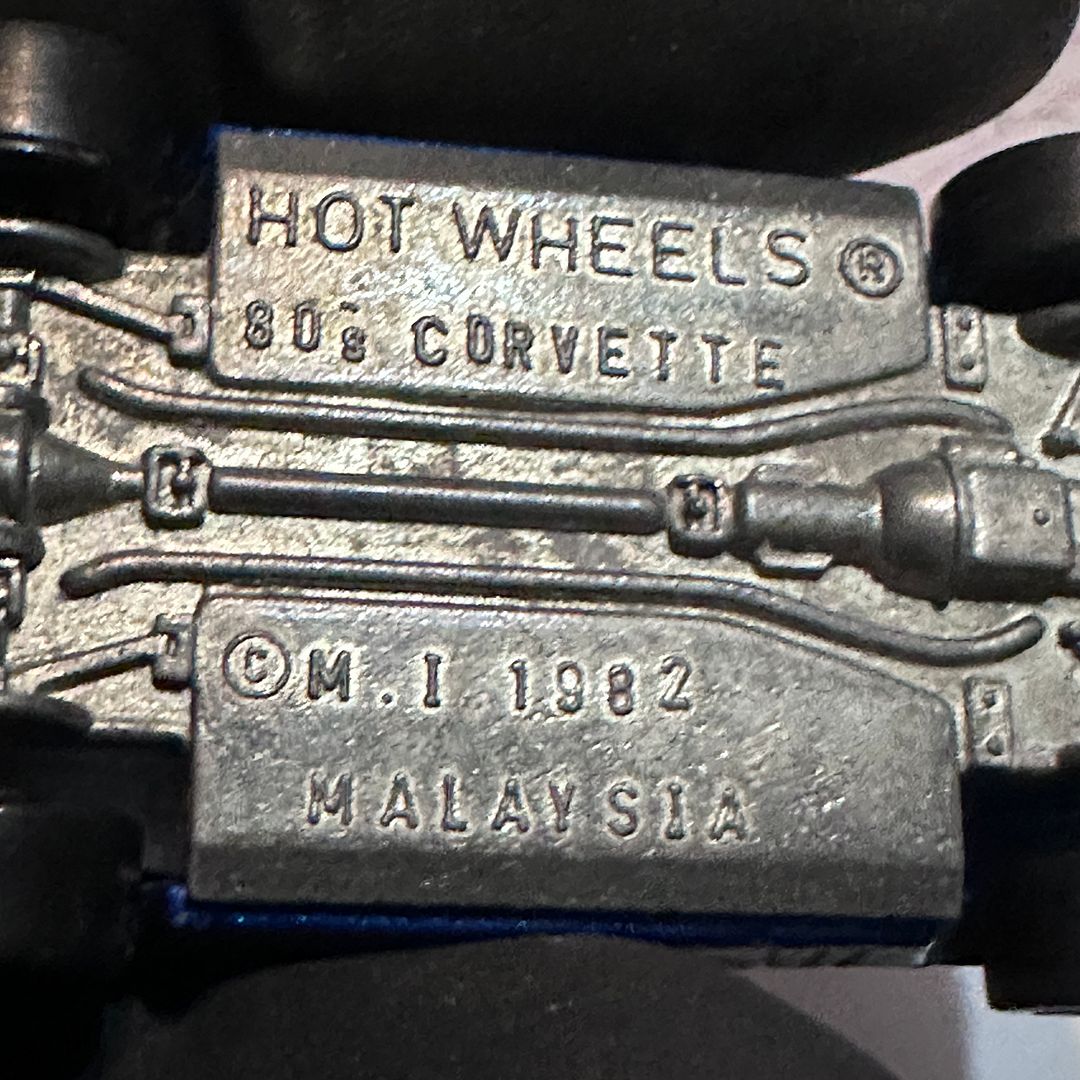 HOT WHEELS ®
80's CORVETTE
© M.I 1982
MALAYSIA